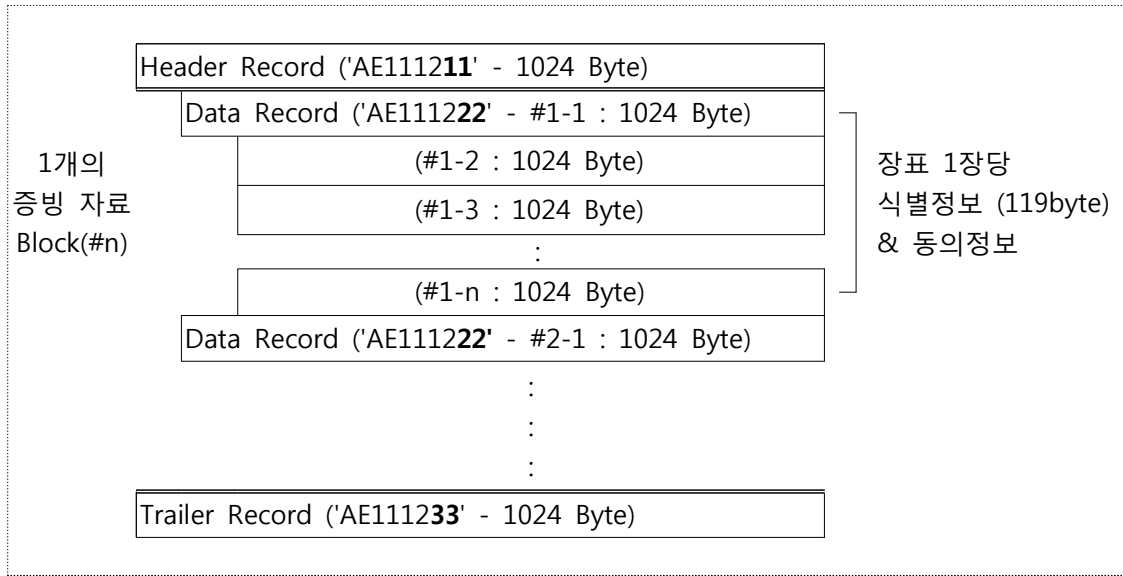 Header Record ('AE111211' - 1024 Byte)
Data Record ('AE111222' - #1-1 : 1024 Byte)
(#1-2 : 1024 Byte)
(#1-3 : 1024 Byte)
:
(#1-n : 1024 Byte)
Data Record ('AE111222' - #2-1 : 1024 Byte)
:
:
:
Trailer Record ('AE111233' - 1024 Byte)
1개의
증빙 자료
Block(#n)
장표 1장당
식별정보 (119byte)
& 동의정보